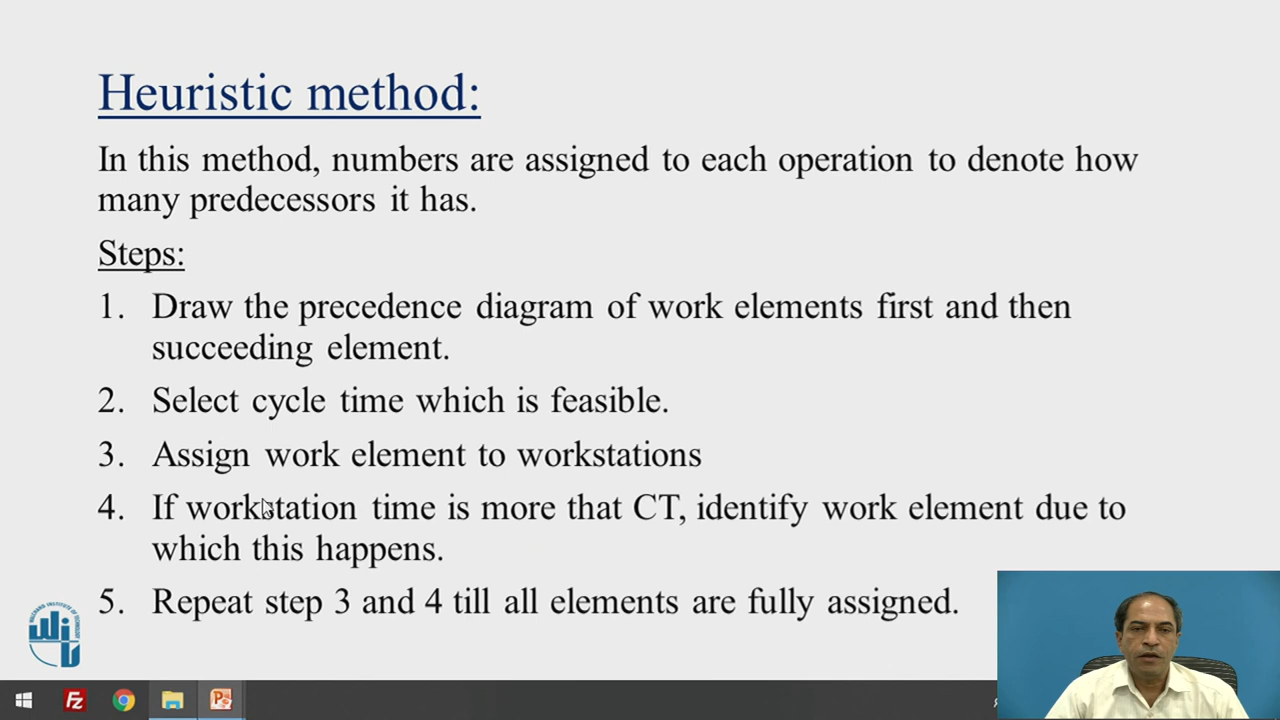 Heuristic method:
In this method, numbers are assigned to each operation to denote how
many predecessors it has.
Steps:
1. Draw the precedence diagram of work elements first and then
succeeding element.
2. Select cycle time which is feasible.
3. Assign work element to workstations
4. If workstation time is more that CT, identify work element due to
which this happens.
5. Repeat step 3 and 4 till all elements are fully assigned.